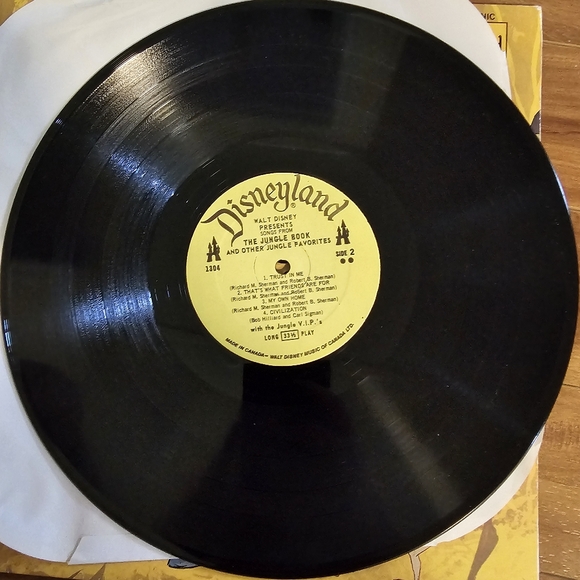 NIC
Disneyland
®
WALT DISNEY
PRESENTS
SONGS FROM
THE JUNGLE BOOK
AND OTHER JUNGLE FAVORITES
1304
SIDE 2
1. TRUST IN ME
(Richard M. Sherman and Robert B. Sherman)
2. THAT'S WHAT FRIENDS ARE FOR
(Richard M. Sherman and Robert B. Sherman)
3. MY OWN HOME
(Richard M. Sherman and Robert B. Sherman)
4. CIVILIZATION
(Bob Hilliard and Carl Sigman)
with the Jungle V.I.P.'s
LONG 33⅓ PLAY
MADE IN CANADA — WALT DISNEY MUSIC OF CANADA LTD.